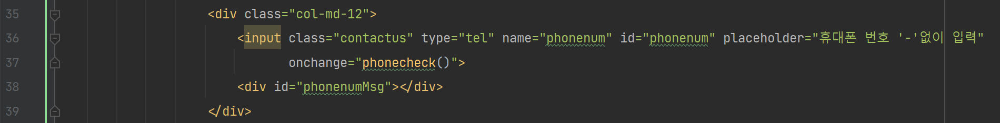 35 <div class="col-md-12">
36 <input class="contactus" type="tel" name="phonenum" id="phonenum" placeholder="휴대폰 번호 '-'없이 입력"
37 onchange="phonecheck()">
38 <div id="phonenumMsg"></div>
39 </div>